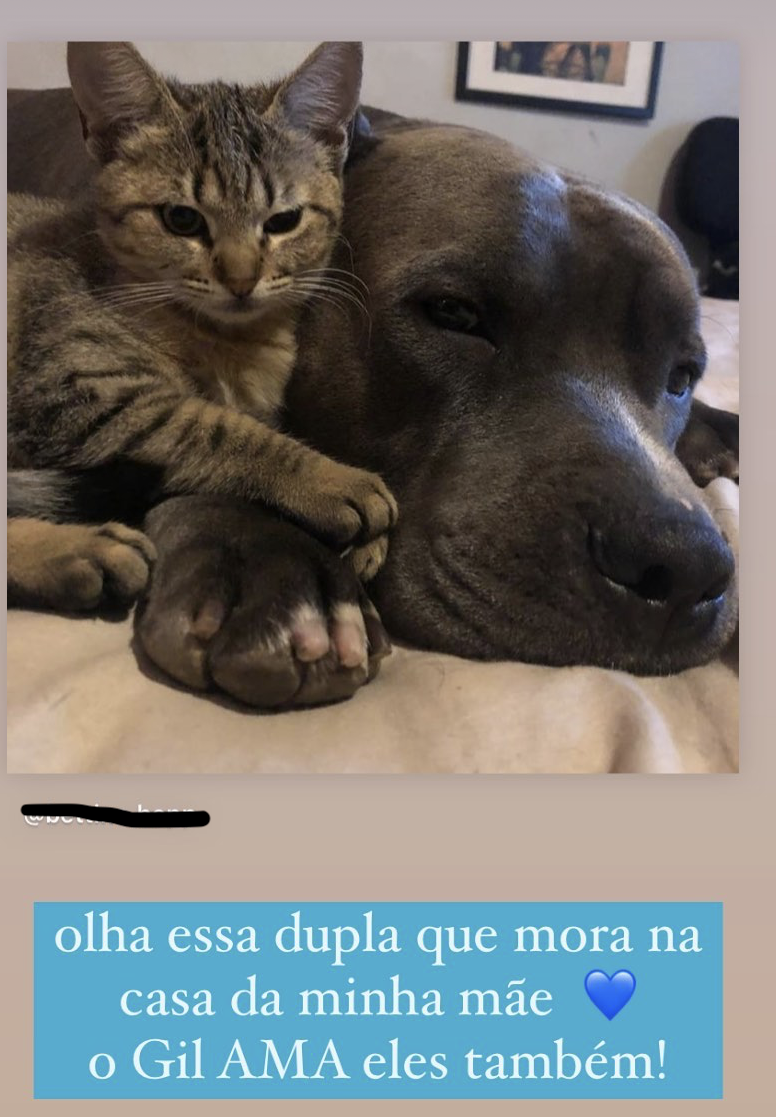 olha essa dupla que mora na
casa da minha mãe 💙
o Gil AMA eles também!